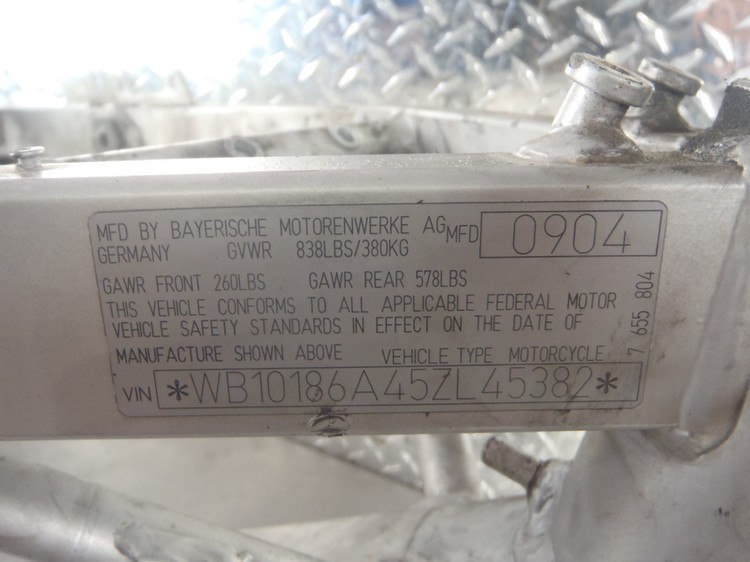 MFD BY BAYERISCHE MOTORENWERKE AG MFD 0904
GERMANY GVWR 838LBS/380KG
GAWR FRONT 260LBS GAWR REAR 578LBS
THIS VEHICLE CONFORMS TO ALL APPLICABLE FEDERAL MOTOR
VEHICLE SAFETY STANDARDS IN EFFECT ON THE DATE OF
MANUFACTURE SHOWN ABOVE VEHICLE TYPE MOTORCYCLE
VIN *WB10186A45ZL45382*
7 655 804